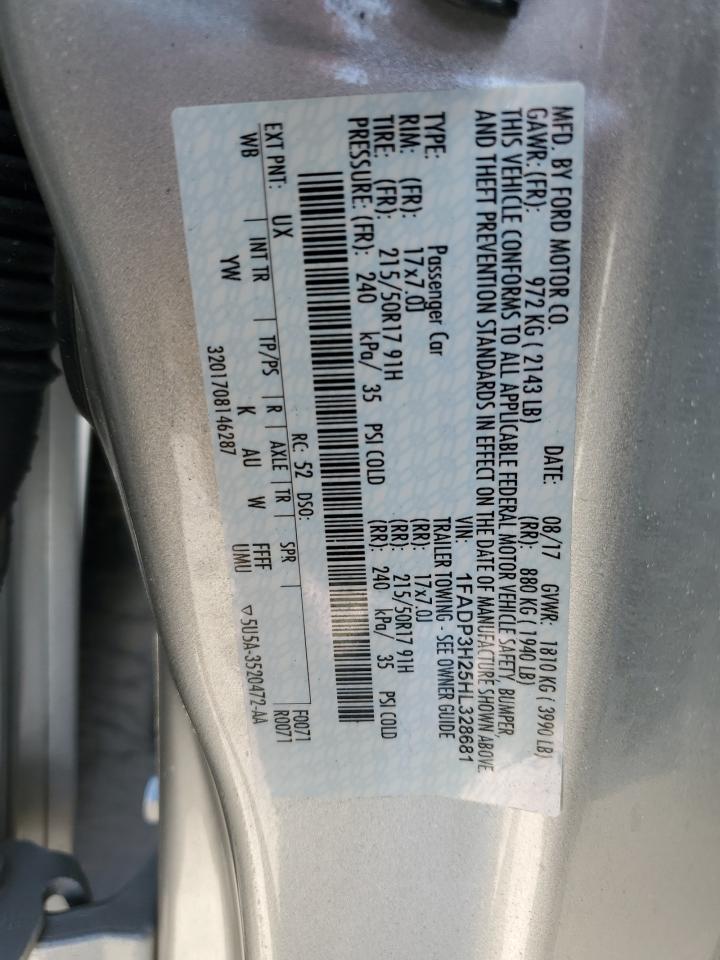 MFD. BY FORD MOTOR CO.
DATE: 08/17 GVWR: 1810 KG ( 3990 LB)
GAWR: (FR): 972 KG ( 2143 LB) (RR): 880 KG ( 1940 LB)
THIS VEHICLE CONFORMS TO ALL APPLICABLE FEDERAL MOTOR VEHICLE SAFETY, BUMPER,
AND THEFT PREVENTION STANDARDS IN EFFECT ON THE DATE OF MANUFACTURE SHOWN ABOVE
VIN: 1FADP3H25HL328681
TYPE: Passenger Car TRAILER TOWING - SEE OWNER GUIDE
RIM: (FR): 17x7.0J (RR): 17x7.0J
TIRE: (FR): 215/50R17 91H (RR): 215/50R17 91H
PRESSURE: (FR): 240 kPa/ 35 PSI COLD (RR): 240 kPa/ 35 PSI COLD
EXT PNT: UX RC: 52 DSO: F0071
WB INT TR TP/PS R AXLE TR SPR R0071
YW K AU W FFFF
UMU
3201708146287 ▽5U5A-3520472-AA